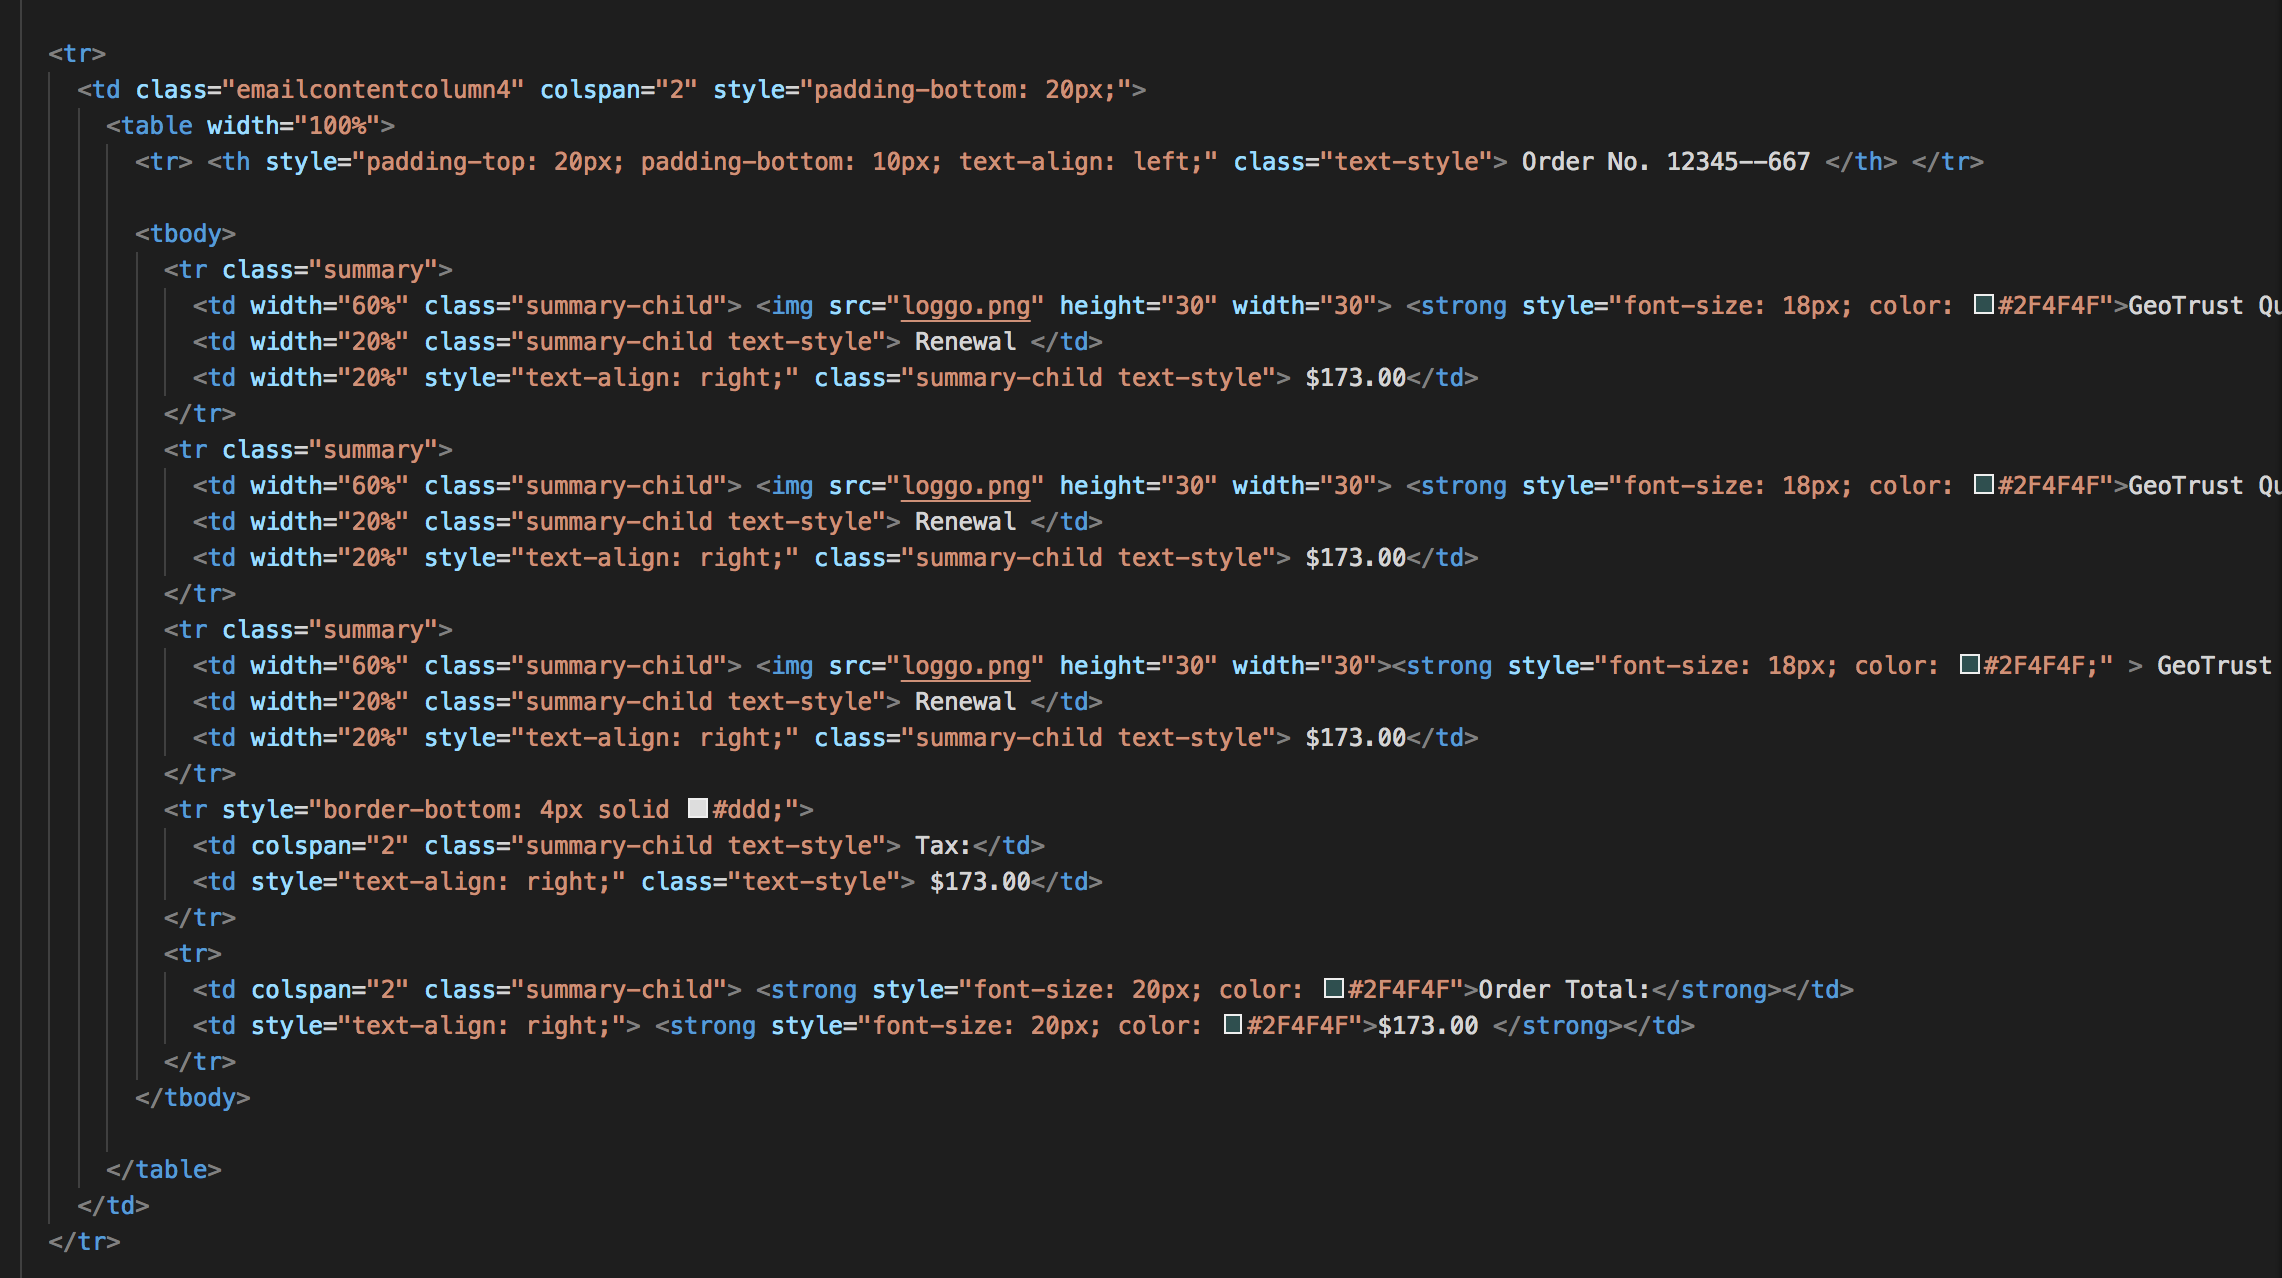 <tr>
<td class="emailcontentcolumn4" colspan="2" style="padding-bottom: 20px;">
<table width="100%">
<tr> <th style="padding-top: 20px; padding-bottom: 10px; text-align: left;" class="text-style"> Order No. 12345--667 </th> </tr>
<tbody>
<tr class="summary">
<td width="60%" class="summary-child"> <img src="loggo.png" height="30" width="30"> <strong style="font-size: 18px; color: #2F4F4F">GeoTrust
<td width="20%" class="summary-child text-style"> Renewal </td>
<td width="20%" style="text-align: right;" class="summary-child text-style"> $173.00</td>
</tr>
<tr class="summary">
<td width="60%" class="summary-child"> <img src="loggo.png" height="30" width="30"> <strong style="font-size: 18px; color: #2F4F4F">GeoTrust
<td width="20%" class="summary-child text-style"> Renewal </td>
<td width="20%" style="text-align: right;" class="summary-child text-style"> $173.00</td>
</tr>
<tr class="summary">
<td width="60%" class="summary-child"> <img src="loggo.png" height="30" width="30"><strong style="font-size: 18px; color: #2F4F4F;" > GeoTrust
<td width="20%" class="summary-child text-style"> Renewal </td>
<td width="20%" style="text-align: right;" class="summary-child text-style"> $173.00</td>
</tr>
<tr style="border-bottom: 4px solid #ddd;">
<td colspan="2" class="summary-child text-style"> Tax:</td>
<td style="text-align: right;" class="text-style"> $173.00</td>
</tr>
<tr>
<td colspan="2" class="summary-child"> <strong style="font-size: 20px; color: #2F4F4F">Order Total:</strong></td>
<td style="text-align: right;"> <strong style="font-size: 20px; color: #2F4F4F">$173.00 </strong></td>
</tr>
</tbody>
</table>
</td>
</tr>